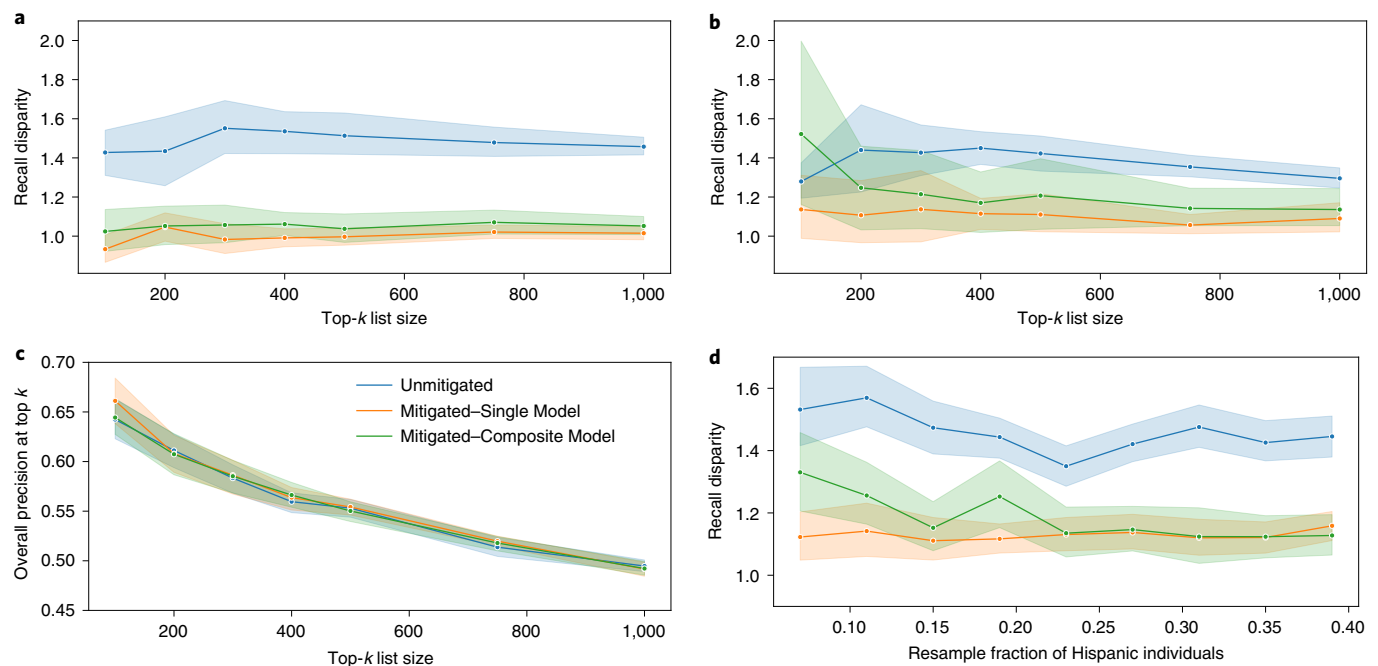 a
2.0
1.8
1.6
1.4
1.2
1.0
Recall disparity
200
400
600
800
1,000
Top-k list size
b
2.0
1.8
1.6
1.4
1.2
1.0
Recall disparity
200
400
600
800
1,000
Top-k list size
c
0.70
0.65
0.60
0.55
0.50
0.45
Overall precision at top k
Unmitigated
Mitigated–Single Model
Mitigated–Composite Model
200
400
600
800
1,000
Top-k list size
d
1.6
1.4
1.2
1.0
Recall disparity
0.10
0.15
0.20
0.25
0.30
0.35
0.40
Resample fraction of Hispanic individuals